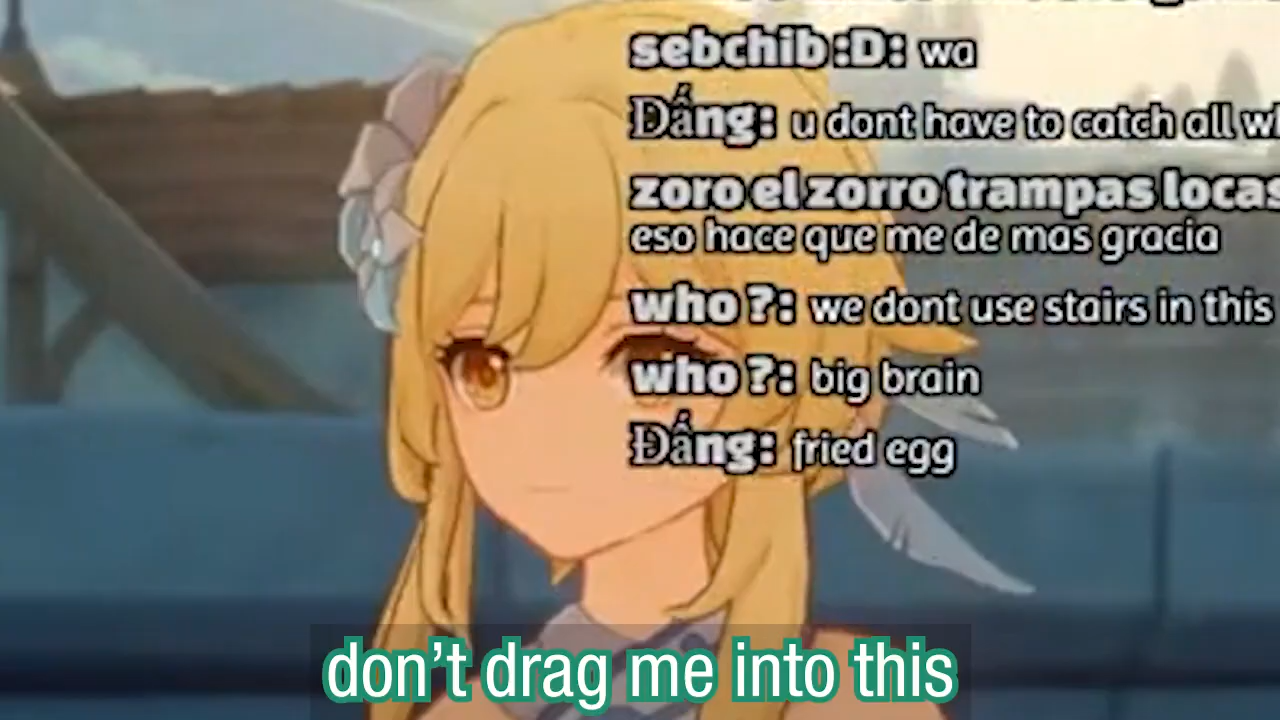 sebchib :D: wa
Đấng: u dont have to catch all
zoro el zorro trampas locas
eso hace que me de mas gracia
who ?: we dont use stairs in this
who ?: big brain
Đấng: fried egg
don't drag me into this